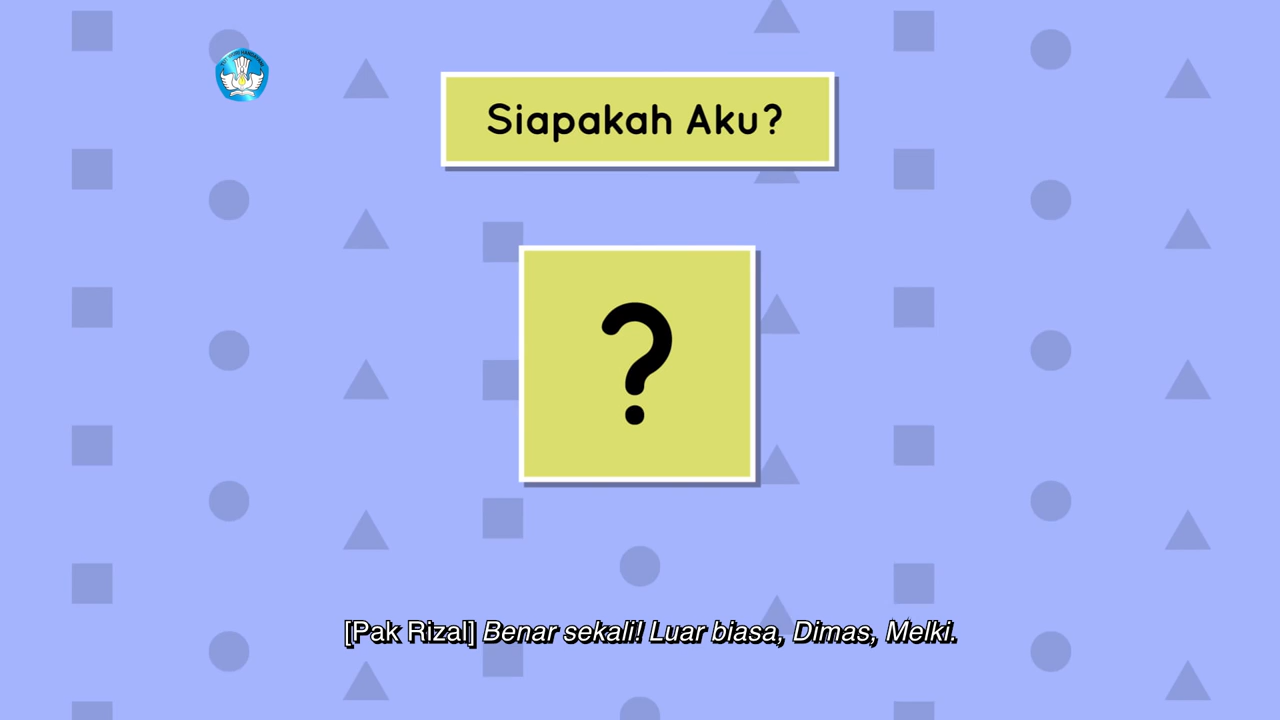 Siapakah Aku?
?
[Pak Rizal] Benar sekali! Luar biasa, Dimas, Melki.